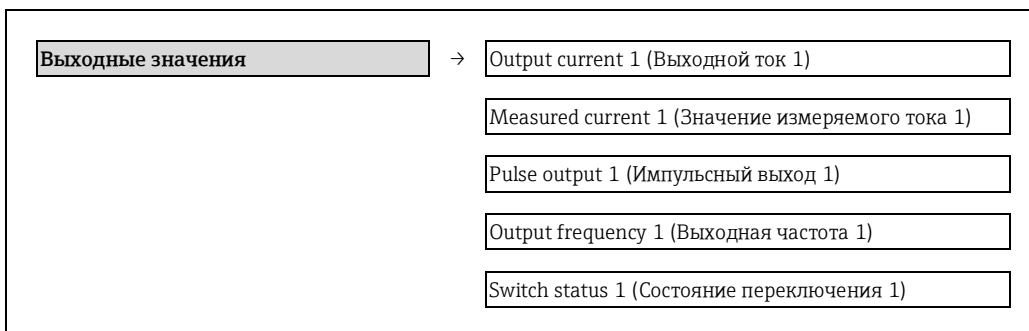 Выходные значения → Output current 1 (Выходной ток 1)
Measured current 1 (Значение измеряемого тока 1)
Pulse output 1 (Импульсный выход 1)
Output frequency 1 (Выходная частота 1)
Switch status 1 (Состояние переключения 1)